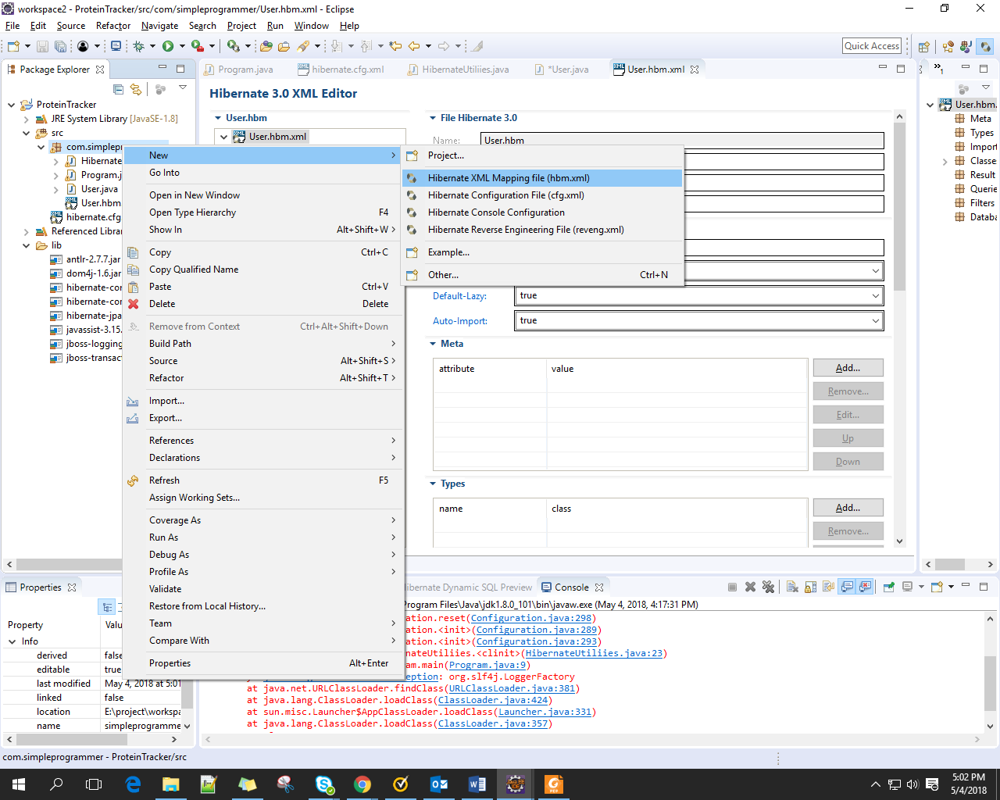 workspace2 - ProteinTracker/src/com/simpleprogrammer/User.hbm.xml - Eclipse
File Edit Source Refactor Navigate Search Project Run Window Help
Quick Access
Package Explorer
Program.java hibernate.cfg.xml HibernateUtiliies.java *User.java User.hbm.xml
1
ProteinTracker
JRE System Library [JavaSE-1.8]
src
com.simplepr
Hibernate
Program.j
User.java
User.hbm
hibernate.cfg
Referenced Librar
lib
antlr-2.7.7.jar
dom4j-1.6.jar
hibernate-cor
hibernate-cor
hibernate-jpa
javassist-3.15.
jboss-logging
jboss-transac
Hibernate 3.0 XML Editor
User.hbm
User.hbm.xml
File Hibernate 3.0
Name: User.hbm
Default-Lazy: true
Auto-Import: true
Meta
attribute value
Add...
Remove...
Edit...
Up
Down
Types
name class
Add...
Remove...
User.hbm.
Meta
Types
Import
Classe
Result
Querie
Filters
Databa
New
Go Into
Open in New Window
Open Type Hierarchy F4
Show In Alt+Shift+W
Copy Ctrl+C
Copy Qualified Name
Paste Ctrl+V
Delete Delete
Remove from Context Ctrl+Alt+Shift+Down
Build Path
Source Alt+Shift+S
Refactor Alt+Shift+T
Import...
Export...
References
Declarations
Refresh F5
Assign Working Sets...
Coverage As
Run As
Debug As
Profile As
Validate
Restore from Local History...
Team
Compare With
Properties Alt+Enter
Project...
Hibernate XML Mapping file (hbm.xml)
Hibernate Configuration File (cfg.xml)
Hibernate Console Configuration
Hibernate Reverse Engineering File (reveng.xml)
Example...
Other... Ctrl+N
Properties
Property Valu
Info
derived false
editable true
last modified May 4, 2018 at 5:01
linked false
location E:\project\workspa
name simpleprogramme
ibernate Dynamic SQL Preview Console
Program Files\Java\jdk1.8.0_101\bin\javaw.exe (May 4, 2018, 4:17:31 PM)
ation.reset(Configuration.java:298)
ation.<init>(Configuration.java:289)
ation.<init>(Configuration.java:293)
nateUtiliies.<clinit>(HibernateUtiliies.java:23)
am.main(Program.java:9)
eption: org.slf4j.LoggerFactory
at java.net.URLClassLoader.findClass(URLClassLoader.java:381)
at java.lang.ClassLoader.loadClass(ClassLoader.java:424)
at sun.misc.Launcher$AppClassLoader.loadClass(Launcher.java:331)
at java.lang.ClassLoader.loadClass(ClassLoader.java:357)
com.simpleprogrammer - ProteinTracker/src
5:02 PM
5/4/2018